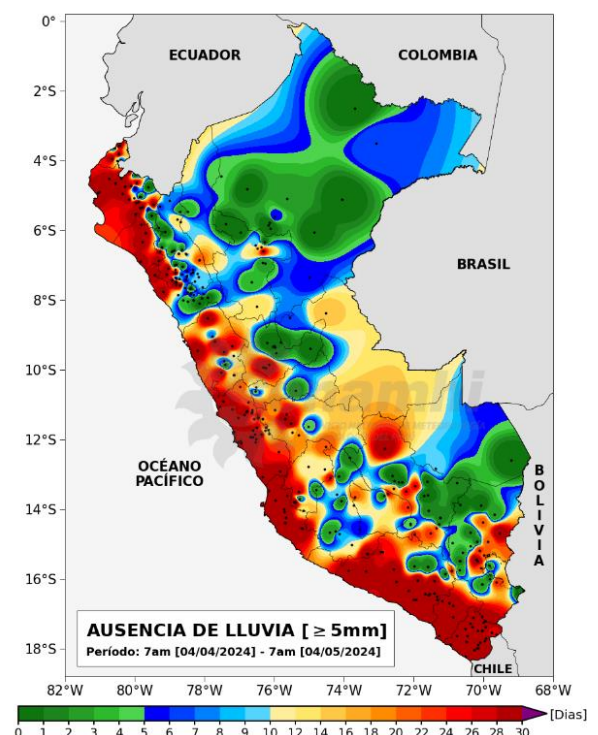 0°
2°S
4°S
6°S
8°S
10°S
12°S
14°S
16°S
18°S
ECUADOR
COLOMBIA
BRASIL
OCÉANO
PACÍFICO
B
O
L
I
V
I
A
AUSENCIA DE LLUVIA [ ≥ 5mm]
Período: 7am [04/04/2024] - 7am [04/05/2024]
CHILE
82°W 80°W 78°W 76°W 74°W 72°W 70°W 68°W
[Dias]
0 1 2 3 4 5 6 7 8 9 10 12 14 16 18 20 22 24 26 28 30